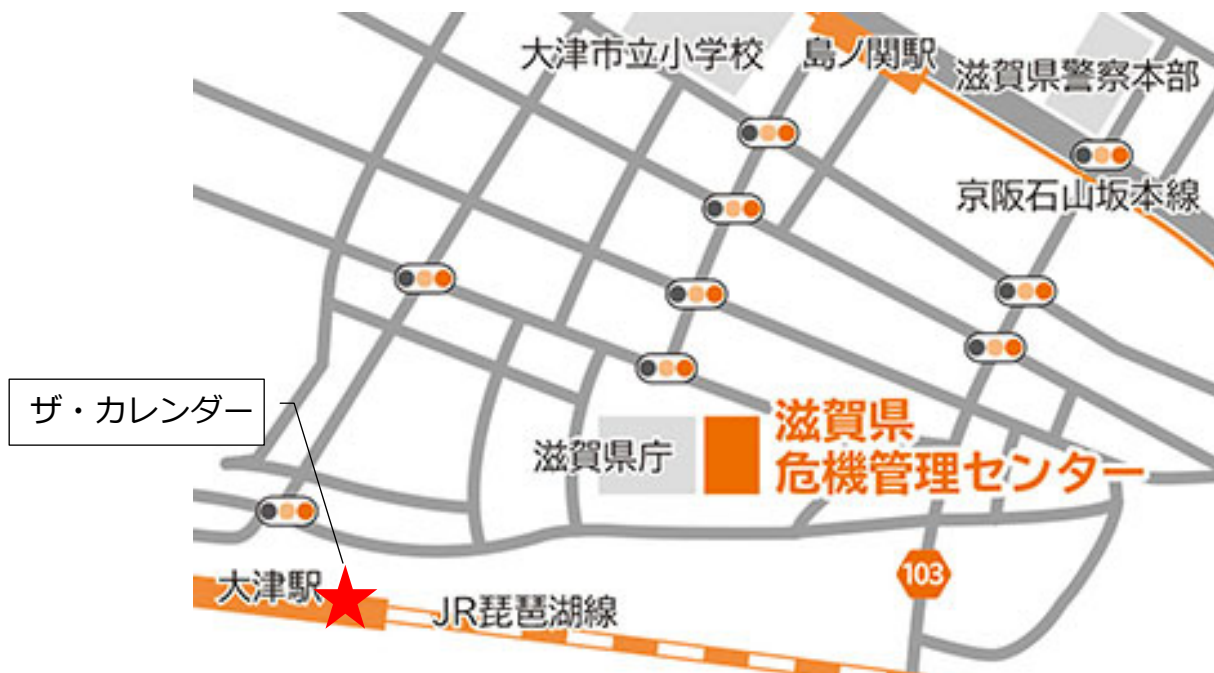 大津市立小学校
島ノ関駅
滋賀県警察本部
京阪石山坂本線
ザ・カレンダー
滋賀県庁
滋賀県
危機管理センター
103
大津駅
JR琵琶湖線